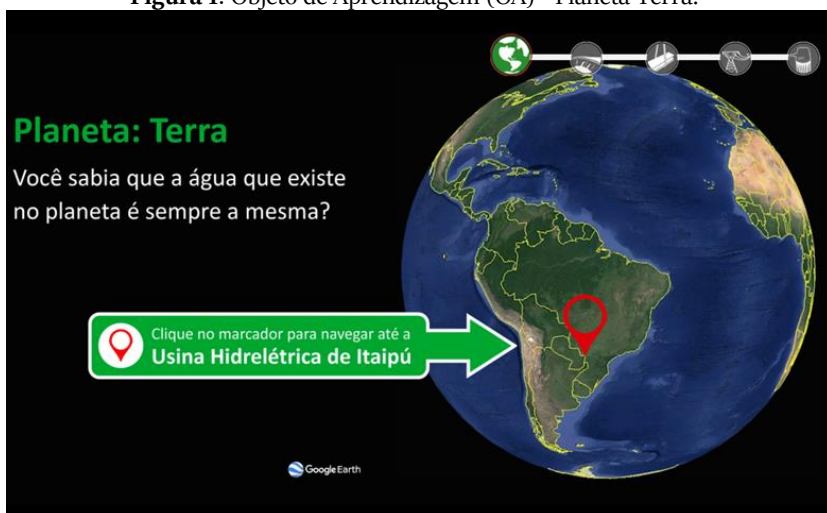 Figura 1: Objeto de Aprendizagem (OA) - Planeta Terra.
Planeta: Terra
Você sabia que a água que existe
no planeta é sempre a mesma?
Clique no marcador para navegar até a
Usina Hidrelétrica de Itaipú
Google Earth